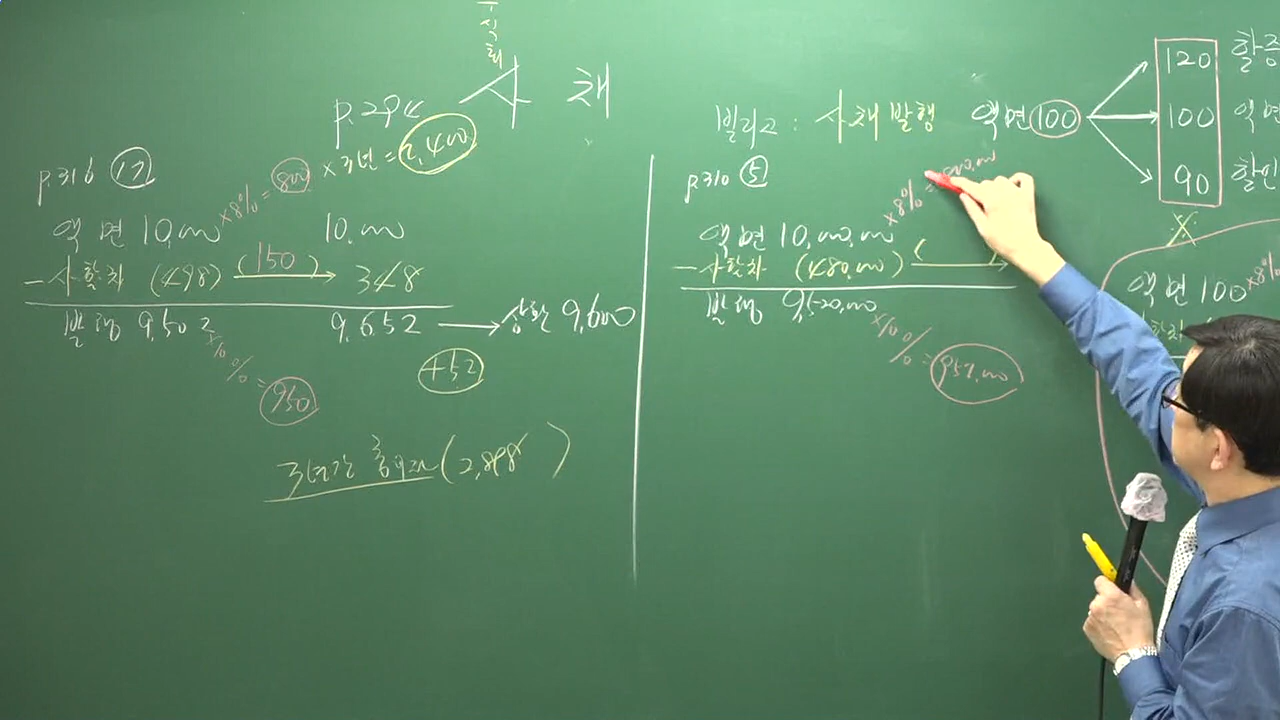 주식회
p.294 사 채
p.316 ⑰
액면 10,000 ×8% = 800 ×3년 = 2,400
10,000
-사할차 (498) (150) → 348
발행 9,502 9,652 → 상환 9,600
×10% = 950
+52
3년간 총이자 (2,898)
빌리고 : 사채발행 액면 100
120 할증
100 액면
90 할인
p.310 ⑤
액면 10,000,000 ×8% =
-사할차 (480,000) ( )
발행 9,520,000
×10% = 952,000
액면 100 ×8%